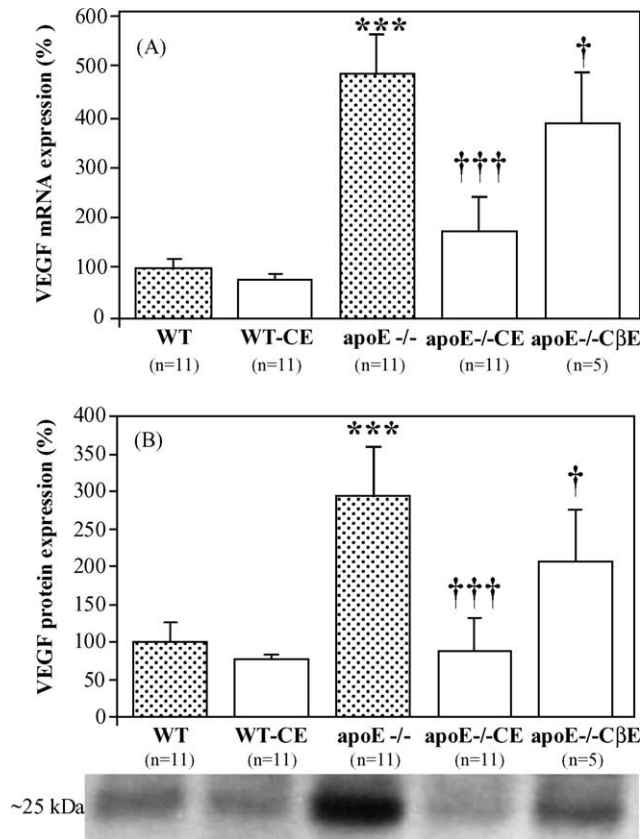 600
(A)
***
†
500
400
†††
300
200
100
0
VEGF mRNA expression (% )
WT WT-CE apoE -/- apoE-/-CE apoE-/-CβE
(n=11) (n=11) (n=11) (n=11) (n=5)
400
(B)
***
350
†
300
250
200
†††
150
100
50
0
VEGF protein expression (%)
WT WT-CE apoE -/- apoE-/-CE apoE-/-CβE
(n=11) (n=11) (n=11) (n=11) (n=5)
~25 kDa